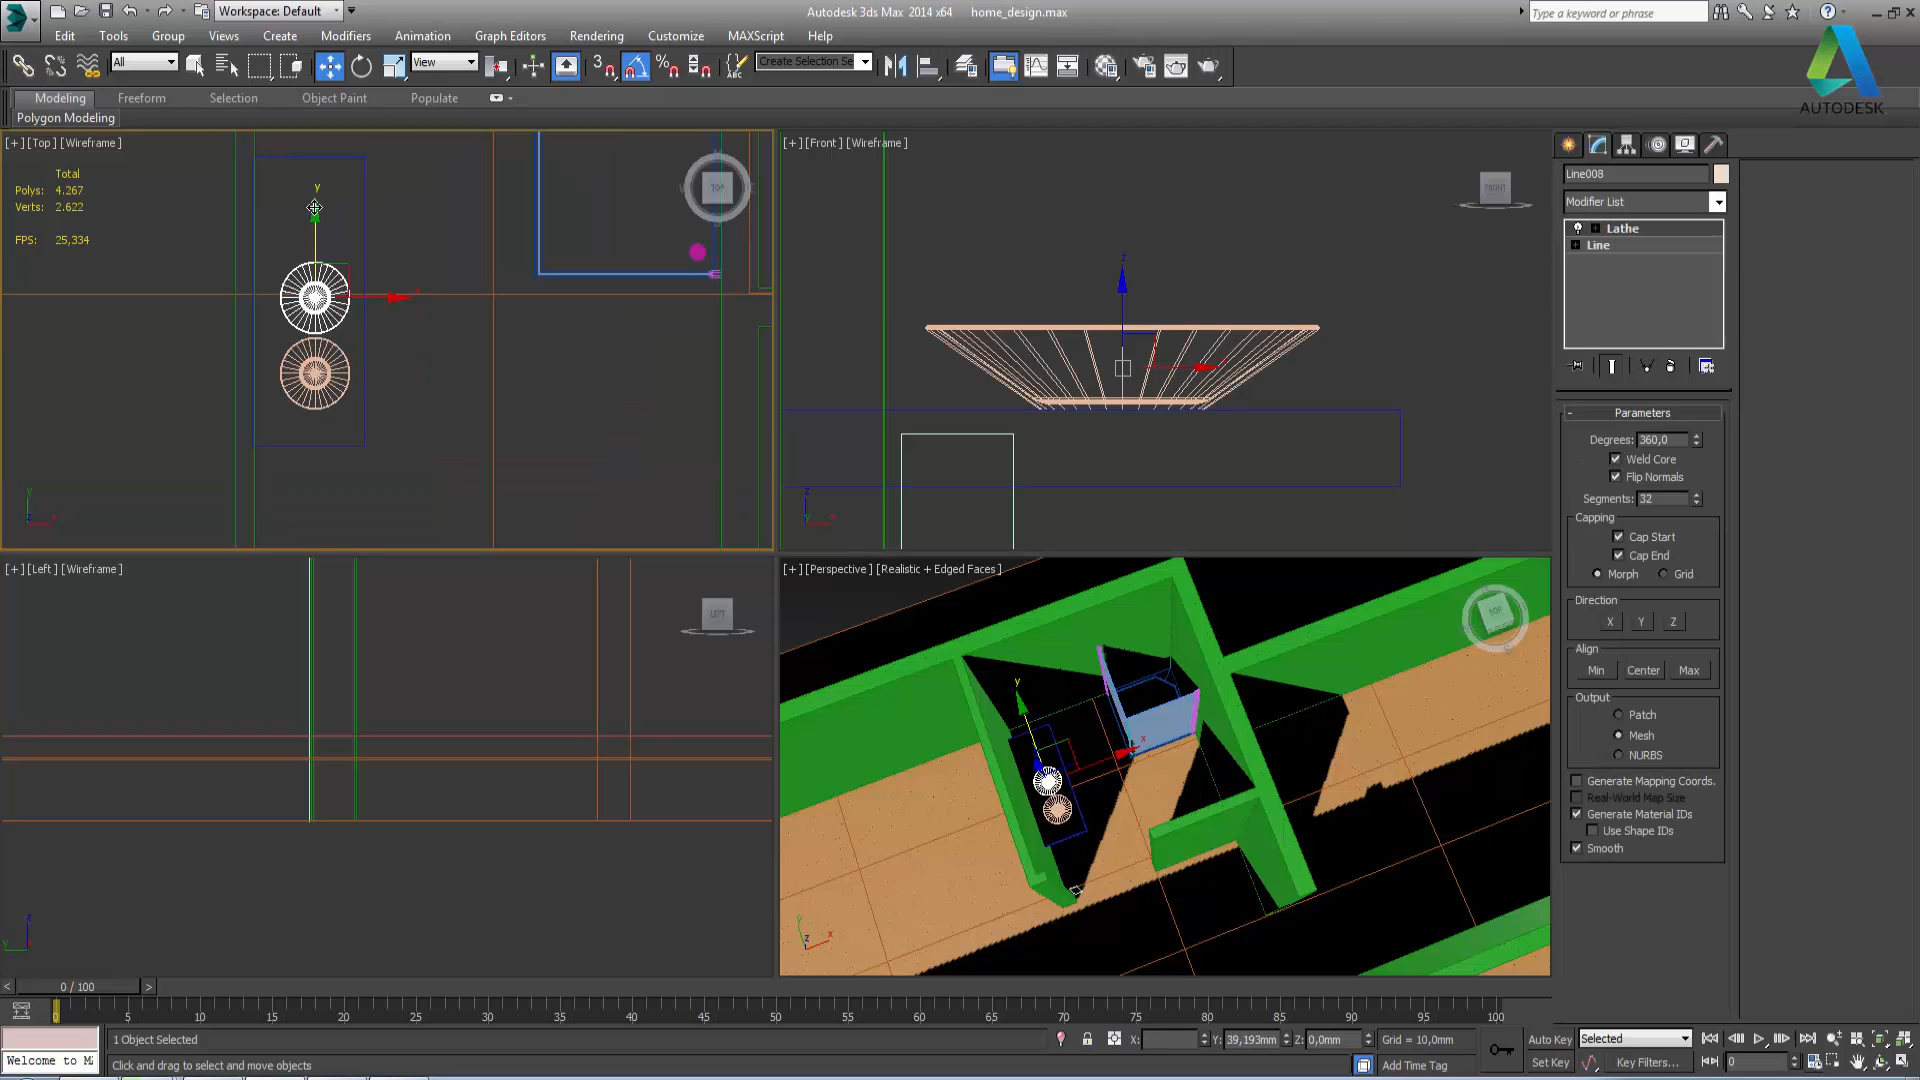 Workspace: Default
Autodesk 3ds Max 2014 x64    home_design.max
Type a keyword or phrase
Edit Tools Group Views Create Modifiers Animation Graph Editors Rendering Customize MAXScript Help
All View Create Selection Se
AUTODESK
Modeling Freeform Selection Object Paint Populate
Polygon Modeling
[+] [Top] [Wireframe]
Total
Polys: 4.267
Verts: 2.622
FPS: 25,334
y
x
TOP
[+] [Front] [Wireframe]
z
FRONT
[+] [Left] [Wireframe]
LEFT
[+] [Perspective] [Realistic + Edged Faces]
TOP
y
x
Line008
Modifier List
Lathe
Line
Parameters
Degrees: 360,0
Weld Core
Flip Normals
Segments: 32
Capping
Cap Start
Cap End
Morph Grid
Direction
X Y Z
Align
Min Center Max
Output
Patch
Mesh
NURBS
Generate Mapping Coords.
Real-World Map Size
Generate Material IDs
Use Shape IDs
Smooth
< 0 / 100 >
0 5 10 15 20 25 30 35 40 45 50 55 60 65 70 75 80 85 90 95 100
1 Object Selected
X: Y: 39,193mm Z: 0,0mm Grid = 10,0mm
Auto Key Selected
Welcome to M
Click and drag to select and move objects
Add Time Tag
Set Key Key Filters... 0